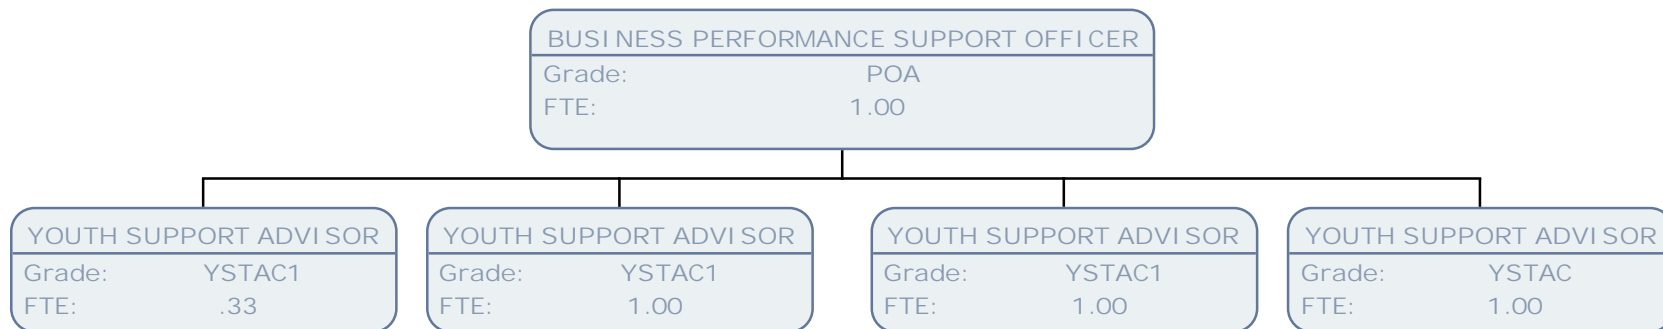 BUSINESS PERFORMANCE SUPPORT OFFICER
Grade: POA
FTE: 1.00
YOUTH SUPPORT ADVISOR
Grade: YSTAC1
FTE: .33
YOUTH SUPPORT ADVISOR
Grade: YSTAC1
FTE: 1.00
YOUTH SUPPORT ADVISOR
Grade: YSTAC1
FTE: 1.00
YOUTH SUPPORT ADVISOR
Grade: YSTAC
FTE: 1.00